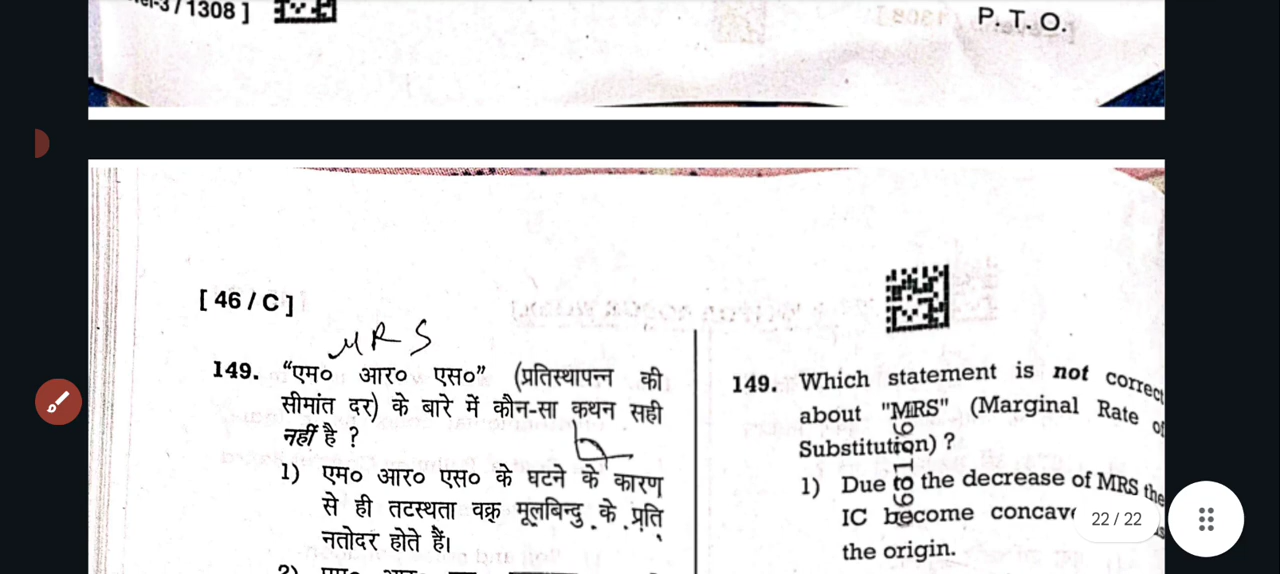 / 1308 ]
P. T. O.
[ 46 / C ]
MRS
149. “एम० आर० एस०” (प्रतिस्थापन्न की
सीमांत दर) के बारे में कौन-सा कथन सही
नहीं है ?
1) एम० आर० एस० के घटने के कारण
से ही तटस्थता वक्र मूलबिन्दु के प्रति
नतोदर होते हैं।
149. Which statement is not correct
about "MRS" (Marginal Rate of
Substitution) ?
1) Due to the decrease of MRS the
IC become
the origin.
22 / 22